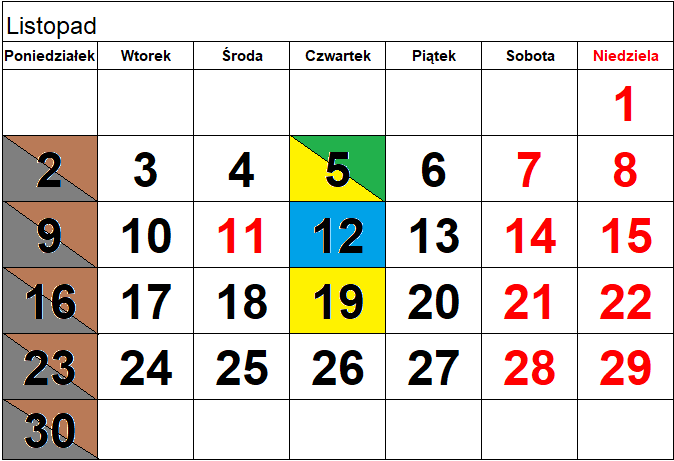 Listopad
Poniedziałek Wtorek Środa Czwartek Piątek Sobota Niedziela
1
2 3 4 5 6 7 8
9 10 11 12 13 14 15
16 17 18 19 20 21 22
23 24 25 26 27 28 29
30